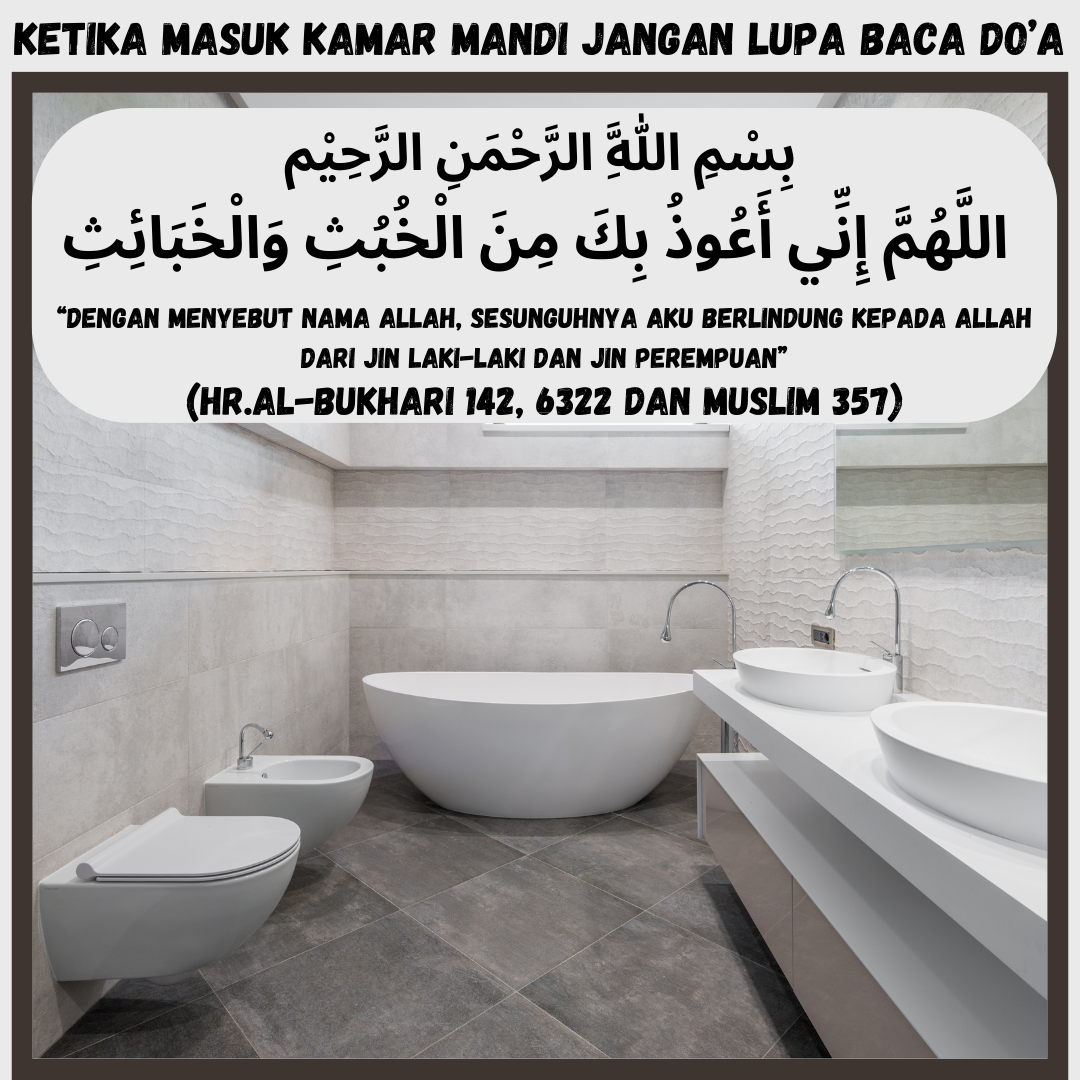 KETIKA MASUK KAMAR MANDI JANGAN LUPA BACA DO'A
بِسْمِ اللّٰهَِّ الرَّحْمَنِ الرَّحِيْم
اللَّهُمَّ إِنِّي أَعُوذُ بِكَ مِنَ الْخُبُثِ وَالْخَبَائِثِ
“DENGAN MENYEBUT NAMA ALLAH, SESUNGUHNYA AKU BERLINDUNG KEPADA ALLAH
DARI JIN LAKI-LAKI DAN JIN PEREMPUAN”
(HR.AL-BUKHARI 142, 6322 DAN MUSLIM 357)